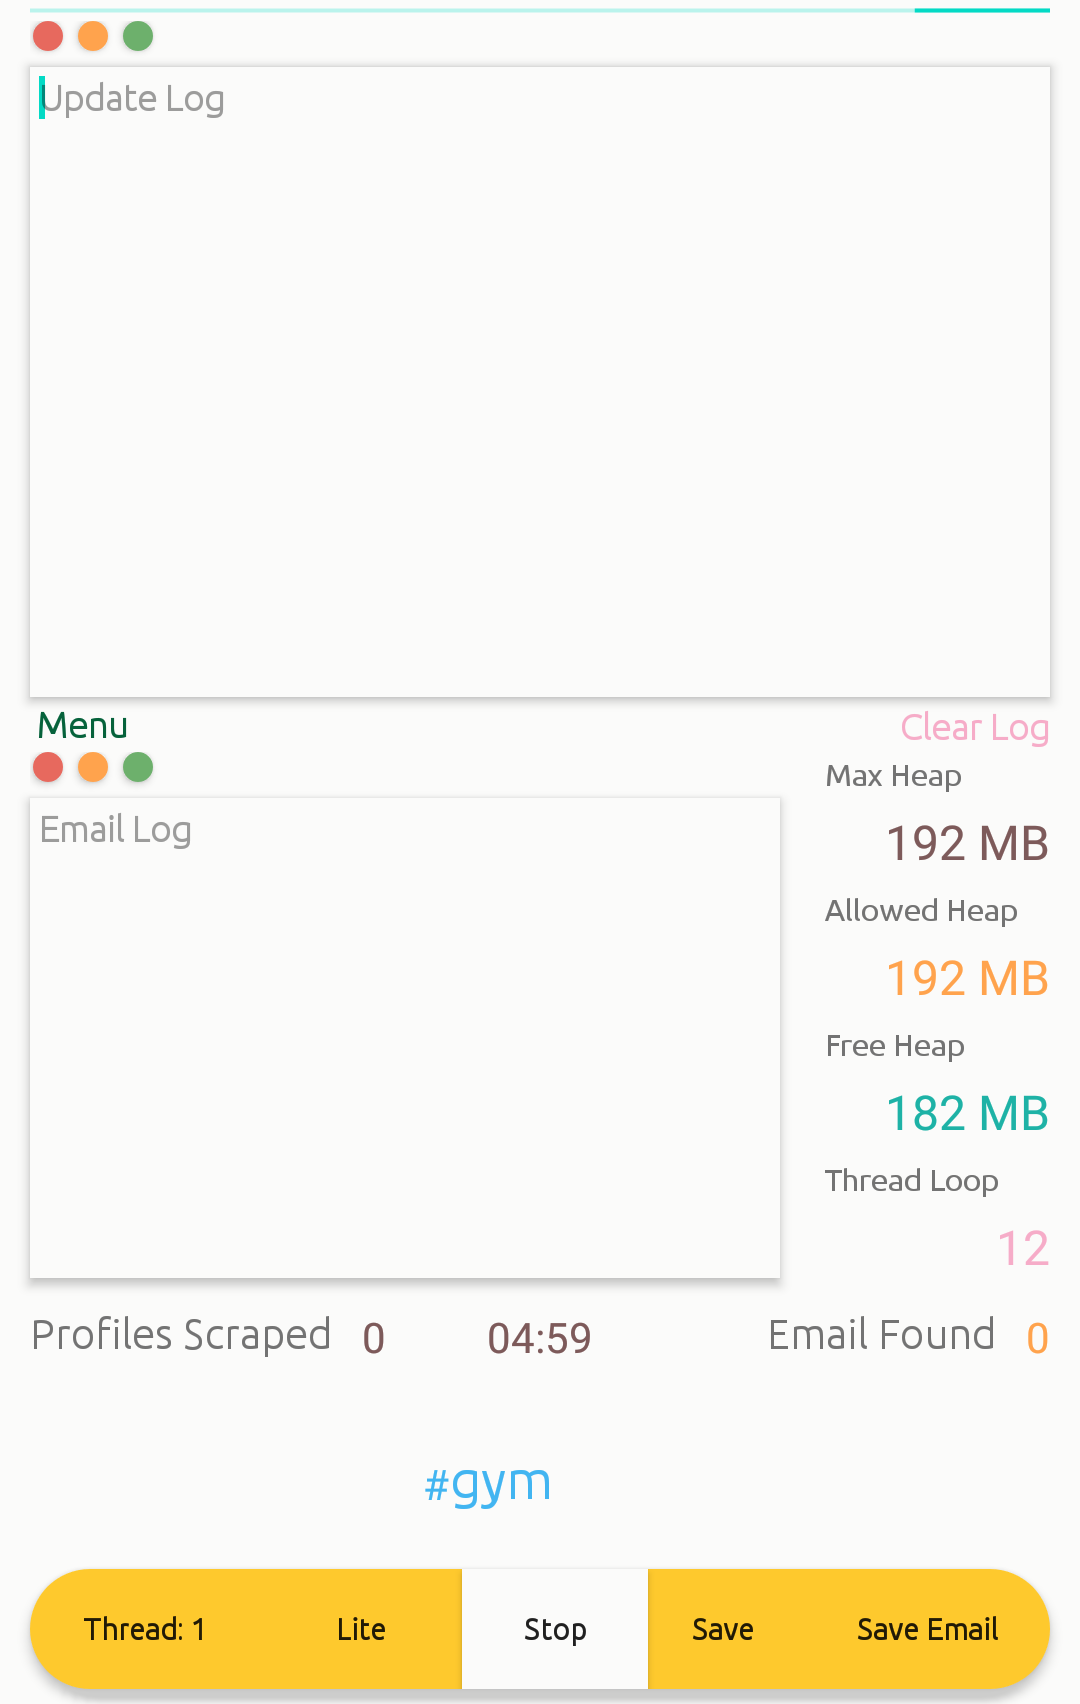 Update Log
Menu
Clear Log
Max Heap
192 MB
Email Log
Allowed Heap
192 MB
Free Heap
182 MB
Thread Loop
12
Profiles Scraped 0 04:59 Email Found 0
#gym
Thread: 1 Lite Stop Save Save Email